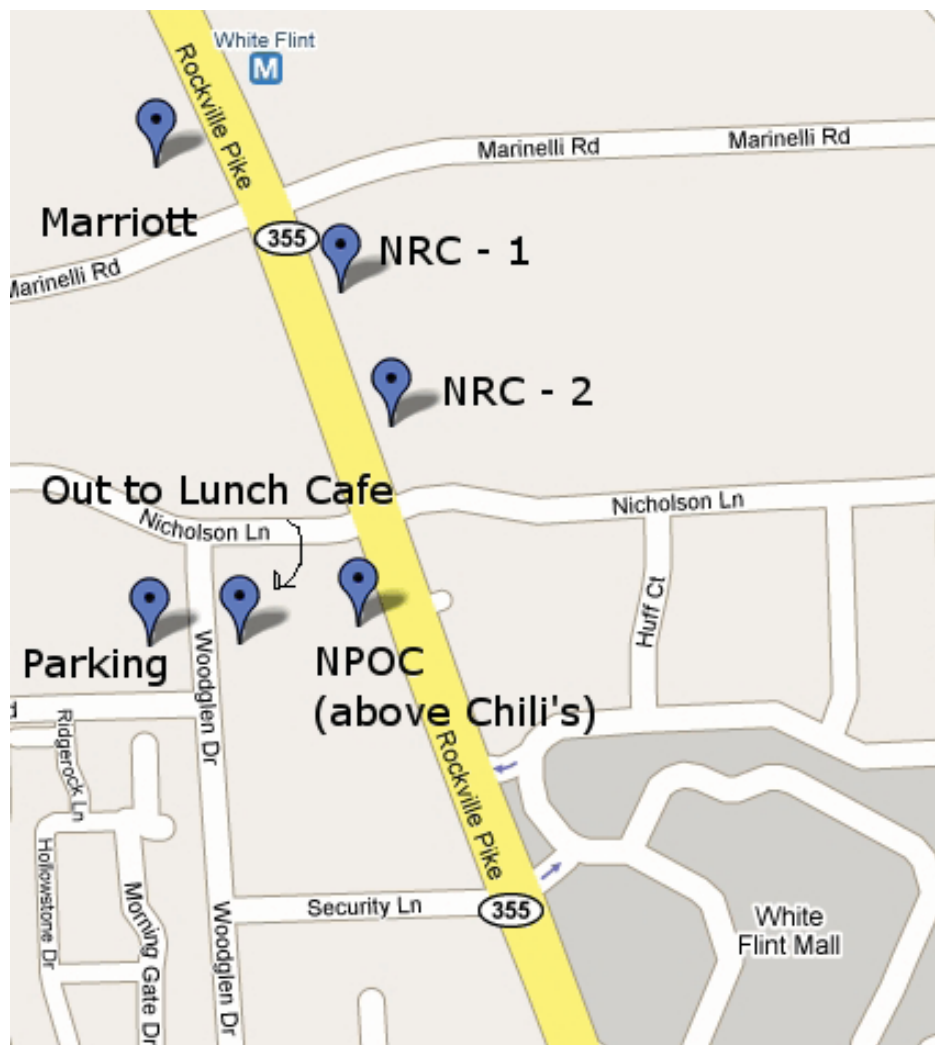 White Flint
M
Rockville Pike
Marinelli Rd
Marinelli Rd
Marriott
355
NRC - 1
Marinelli Rd
NRC - 2
Out to Lunch Cafe
Nicholson Ln
Nicholson Ln
Huff Ct
Parking
Woodglen Dr
NPOC
(above Chili's)
d
Ridgerock Ln
Rockville Pike
Hollowstone Dr
Morning Gate Dr
Woodglen Dr
Security Ln
355
White
Flint Mall